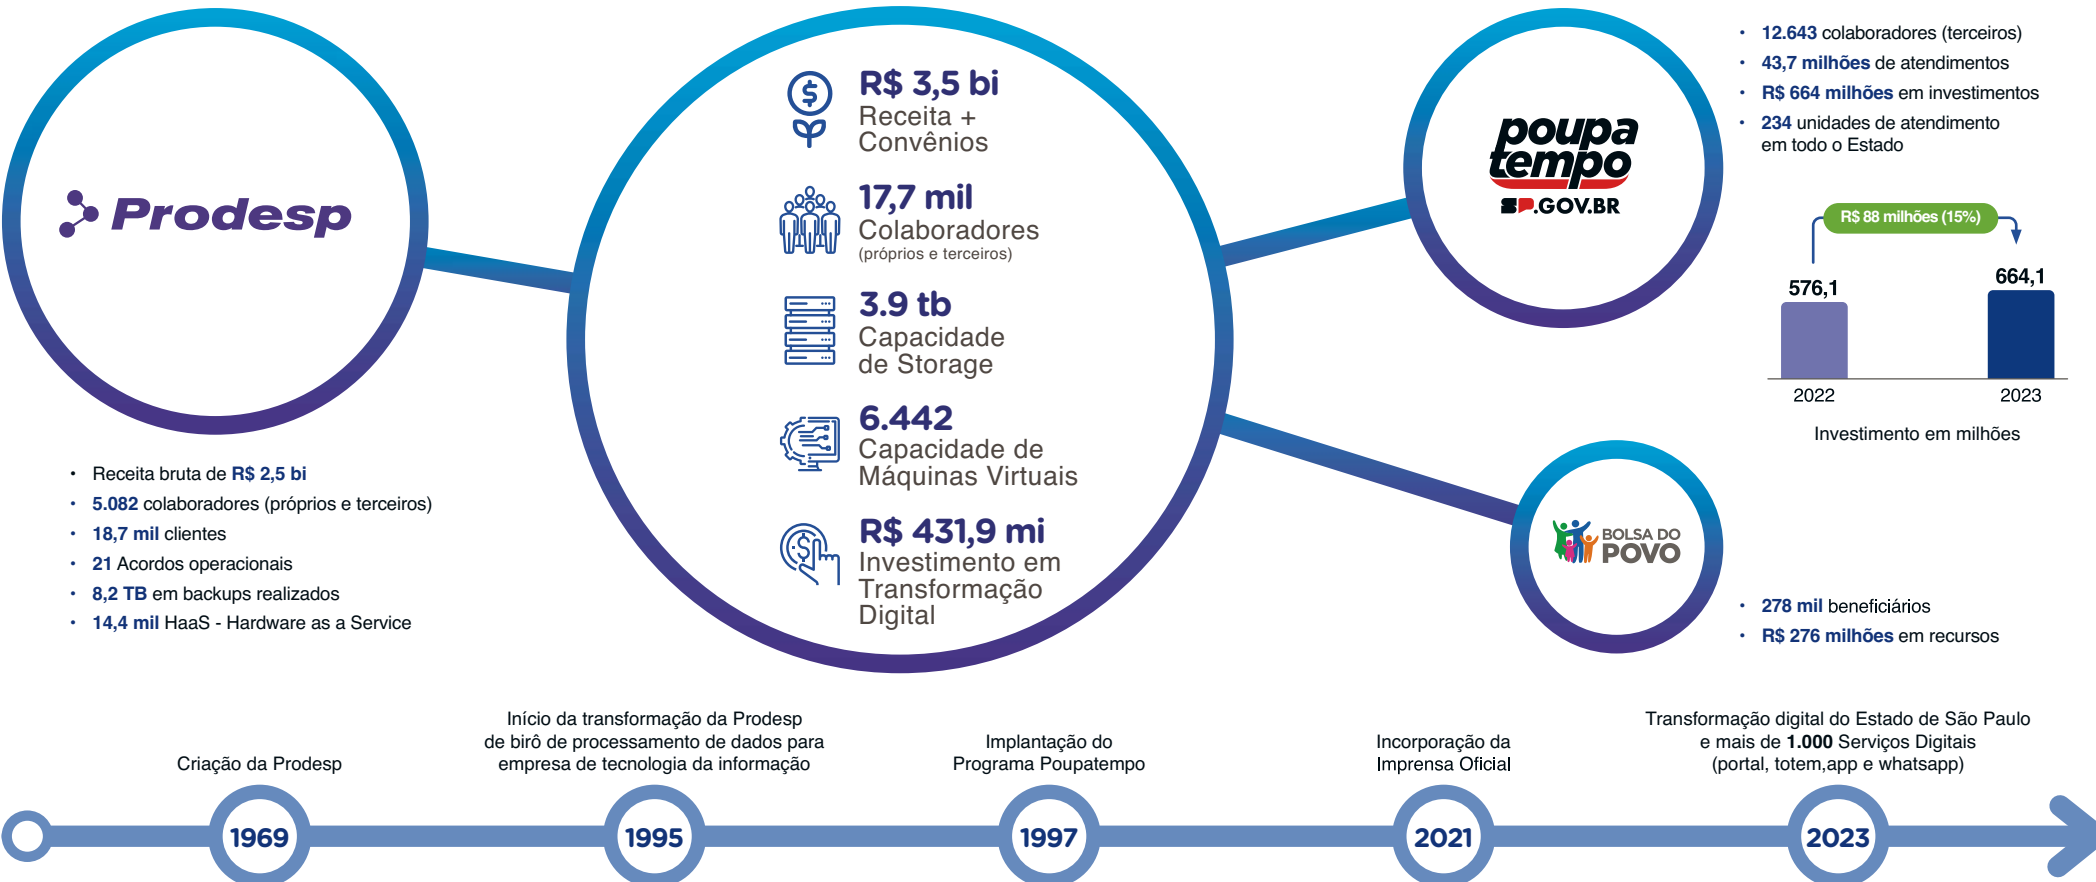 Prodesp
• Receita bruta de R$ 2,5 bi
• 5.082 colaboradores (próprios e terceiros)
• 18,7 mil clientes
• 21 Acordos operacionais
• 8,2 TB em backups realizados
• 14,4 mil HaaS - Hardware as a Service
R$ 3,5 bi
Receita +
Convênios
17,7 mil
Colaboradores
(próprios e terceiros)
3.9 tb
Capacidade
de Storage
6.442
Capacidade de
Máquinas Virtuais
R$ 431,9 mi
Investimento em
Transformação
Digital
poupa
tempo
SP.GOV.BR
• 12.643 colaboradores (terceiros)
• 43,7 milhões de atendimentos
• R$ 664 milhões em investimentos
• 234 unidades de atendimento
em todo o Estado
R$ 88 milhões (15%)
576,1
664,1
2022
2023
Investimento em milhões
BOLSA DO
POVO
• 278 mil beneficiários
• R$ 276 milhões em recursos
Criação da Prodesp
1969
Início da transformação da Prodesp
de birô de processamento de dados para
empresa de tecnologia da informação
1995
Implantação do
Programa Poupatempo
1997
Incorporação da
Imprensa Oficial
2021
Transformação digital do Estado de São Paulo
e mais de 1.000 Serviços Digitais
(portal, totem,app e whatsapp)
2023